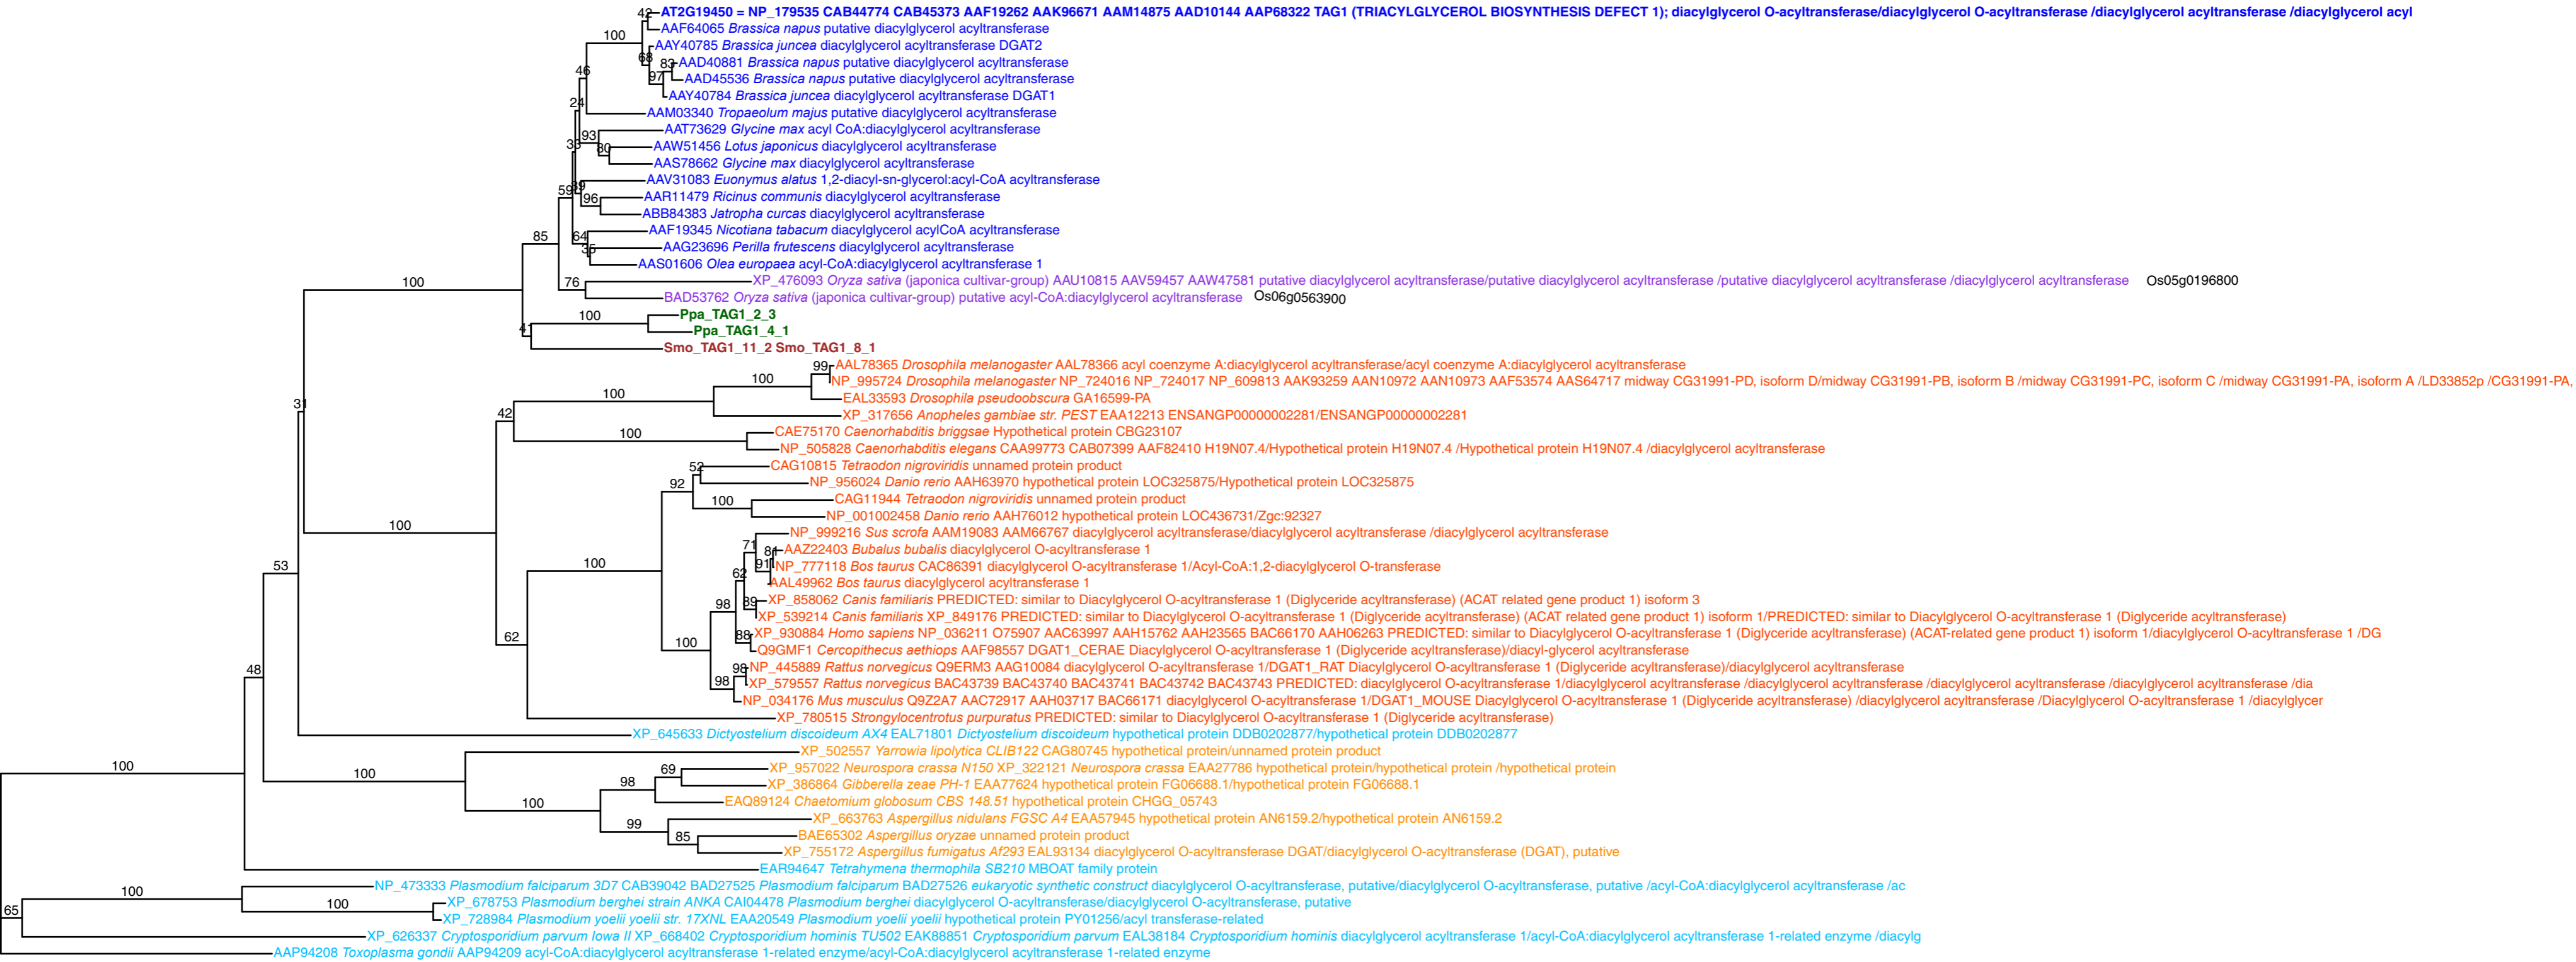 42 AT2G19450 = NP_179535 CAB44774 CAB45373 AAF19262 AAK96671 AAM14875 AAD10144 AAP68322 TAG1 (TRIACYLGLYCEROL BIOSYNTHESIS DEFECT 1); diacylglycerol O-acyltransferase/diacylglycerol O-acyltransferase /diacylglycerol acyltransferase /diacylglycerol acyl
AAF64065 Brassica napus putative diacylglycerol acyltransferase
100
AAY40785 Brassica juncea diacylglycerol acyltransferase DGAT2
68
83 AAD40881 Brassica napus putative diacylglycerol acyltransferase
46
97 AAD45536 Brassica napus putative diacylglycerol acyltransferase
AAY40784 Brassica juncea diacylglycerol acyltransferase DGAT1
24
AAM03340 Tropaeolum majus putative diacylglycerol acyltransferase
AAT73629 Glycine max acyl CoA:diacylglycerol acyltransferase
93
80 AAW51456 Lotus japonicus diacylglycerol acyltransferase
AAS78662 Glycine max diacylglycerol acyltransferase
AAV31083 Euonymus alatus 1,2-diacyl-sn-glycerol:acyl-CoA acyltransferase
59
96 AAR11479 Ricinus communis diacylglycerol acyltransferase
ABB84383 Jatropha curcas diacylglycerol acyltransferase
AAF19345 Nicotiana tabacum diacylglycerol acylCoA acyltransferase
85 64
35 AAG23696 Perilla frutescens diacylglycerol acyltransferase
AAS01606 Olea europaea acyl-CoA:diacylglycerol acyltransferase 1
100 76 XP_476093 Oryza sativa (japonica cultivar-group) AAU10815 AAV59457 AAW47581 putative diacylglycerol acyltransferase/putative diacylglycerol acyltransferase /putative diacylglycerol acyltransferase /diacylglycerol acyltransferase Os05g0196800
BAD53762 Oryza sativa (japonica cultivar-group) putative acyl-CoA:diacylglycerol acyltransferase Os06g0563900
100 Ppa_TAG1_2_3
41 Ppa_TAG1_4_1
Smo_TAG1_11_2 Smo_TAG1_8_1
99 AAL78365 Drosophila melanogaster AAL78366 acyl coenzyme A:diacylglycerol acyltransferase/acyl coenzyme A:diacylglycerol acyltransferase
100 NP_995724 Drosophila melanogaster NP_724016 NP_724017 NP_609813 AAK93259 AAN10972 AAN10973 AAF53574 AAS64717 midway CG31991-PD, isoform D/midway CG31991-PB, isoform B /midway CG31991-PC, isoform C /midway CG31991-PA, isoform A /LD33852p /CG31991-PA,
100 EAL33593 Drosophila pseudoobscura GA16599-PA
31
42 XP_317656 Anopheles gambiae str. PEST EAA12213 ENSANGP00000002281/ENSANGP00000002281
100 CAE75170 Caenorhabditis briggsae Hypothetical protein CBG23107
NP_505828 Caenorhabditis elegans CAA99773 CAB07399 AAF82410 H19N07.4/Hypothetical protein H19N07.4 /Hypothetical protein H19N07.4 /diacylglycerol acyltransferase
52 CAG10815 Tetraodon nigroviridis unnamed protein product
92 NP_956024 Danio rerio AAH63970 hypothetical protein LOC325875/Hypothetical protein LOC325875
100 CAG11944 Tetraodon nigroviridis unnamed protein product
NP_001002458 Danio rerio AAH76012 hypothetical protein LOC436731/Zgc:92327
100 NP_999216 Sus scrofa AAM19083 AAM66767 diacylglycerol acyltransferase/diacylglycerol acyltransferase /diacylglycerol acyltransferase
71 81 AAZ22403 Bubalus bubalis diacylglycerol O-acyltransferase 1
53 100 91 NP_777118 Bos taurus CAC86391 diacylglycerol O-acyltransferase 1/Acyl-CoA:1,2-diacylglycerol O-transferase
62 AAL49962 Bos taurus diacylglycerol acyltransferase 1
98 XP_858062 Canis familiaris PREDICTED: similar to Diacylglycerol O-acyltransferase 1 (Diglyceride acyltransferase) (ACAT related gene product 1) isoform 3
XP_539214 Canis familiaris XP_849176 PREDICTED: similar to Diacylglycerol O-acyltransferase 1 (Diglyceride acyltransferase) (ACAT related gene product 1) isoform 1/PREDICTED: similar to Diacylglycerol O-acyltransferase 1 (Diglyceride acyltransferase)
62 100 88 XP_930884 Homo sapiens NP_036211 O75907 AAC63997 AAH15762 AAH23565 BAC66170 AAH06263 PREDICTED: similar to Diacylglycerol O-acyltransferase 1 (Diglyceride acyltransferase) (ACAT-related gene product 1) isoform 1/diacylglycerol O-acyltransferase 1 /DG
Q9GMF1 Cercopithecus aethiops AAF98557 DGAT1_CERAE Diacylglycerol O-acyltransferase 1 (Diglyceride acyltransferase)/diacyl-glycerol acyltransferase
48 98 NP_445889 Rattus norvegicus Q9ERM3 AAG10084 diacylglycerol O-acyltransferase 1/DGAT1_RAT Diacylglycerol O-acyltransferase 1 (Diglyceride acyltransferase)/diacylglycerol acyltransferase
98 XP_579557 Rattus norvegicus BAC43739 BAC43740 BAC43741 BAC43742 BAC43743 PREDICTED: diacylglycerol O-acyltransferase 1/diacylglycerol acyltransferase /diacylglycerol acyltransferase /diacylglycerol acyltransferase /diacylglycerol acyltransferase /dia
NP_034176 Mus musculus Q9Z2A7 AAC72917 AAH03717 BAC66171 diacylglycerol O-acyltransferase 1/DGAT1_MOUSE Diacylglycerol O-acyltransferase 1 (Diglyceride acyltransferase) /diacylglycerol acyltransferase /Diacylglycerol O-acyltransferase 1 /diacylglycer
XP_780515 Strongylocentrotus purpuratus PREDICTED: similar to Diacylglycerol O-acyltransferase 1 (Diglyceride acyltransferase)
XP_645633 Dictyostelium discoideum AX4 EAL71801 Dictyostelium discoideum hypothetical protein DDB0202877/hypothetical protein DDB0202877
XP_502557 Yarrowia lipolytica CLIB122 CAG80745 hypothetical protein/unnamed protein product
100 100 69 XP_957022 Neurospora crassa N150 XP_322121 Neurospora crassa EAA27786 hypothetical protein/hypothetical protein /hypothetical protein
98 XP_386864 Gibberella zeae PH-1 EAA77624 hypothetical protein FG06688.1/hypothetical protein FG06688.1
100 EAQ89124 Chaetomium globosum CBS 148.51 hypothetical protein CHGG_05743
99 XP_663763 Aspergillus nidulans FGSC A4 EAA57945 hypothetical protein AN6159.2/hypothetical protein AN6159.2
85 BAE65302 Aspergillus oryzae unnamed protein product
XP_755172 Aspergillus fumigatus Af293 EAL93134 diacylglycerol O-acyltransferase DGAT/diacylglycerol O-acyltransferase (DGAT), putative
EAR94647 Tetrahymena thermophila SB210 MBOAT family protein
100 NP_473333 Plasmodium falciparum 3D7 CAB39042 BAD27525 Plasmodium falciparum BAD27526 eukaryotic synthetic construct diacylglycerol O-acyltransferase, putative/diacylglycerol O-acyltransferase, putative /acyl-CoA:diacylglycerol acyltransferase /ac
100 XP_678753 Plasmodium berghei strain ANKA CAI04478 Plasmodium berghei diacylglycerol O-acyltransferase/diacylglycerol O-acyltransferase, putative
65 XP_728984 Plasmodium yoelii yoelii str. 17XNL EAA20549 Plasmodium yoelii yoelii hypothetical protein PY01256/acyl transferase-related
XP_626337 Cryptosporidium parvum Iowa II XP_668402 Cryptosporidium hominis TU502 EAK88851 Cryptosporidium parvum EAL38184 Cryptosporidium hominis diacylglycerol acyltransferase 1/acyl-CoA:diacylglycerol acyltransferase 1-related enzyme /diacylg
AAP94208 Toxoplasma gondii AAP94209 acyl-CoA:diacylglycerol acyltransferase 1-related enzyme/acyl-CoA:diacylglycerol acyltransferase 1-related enzyme